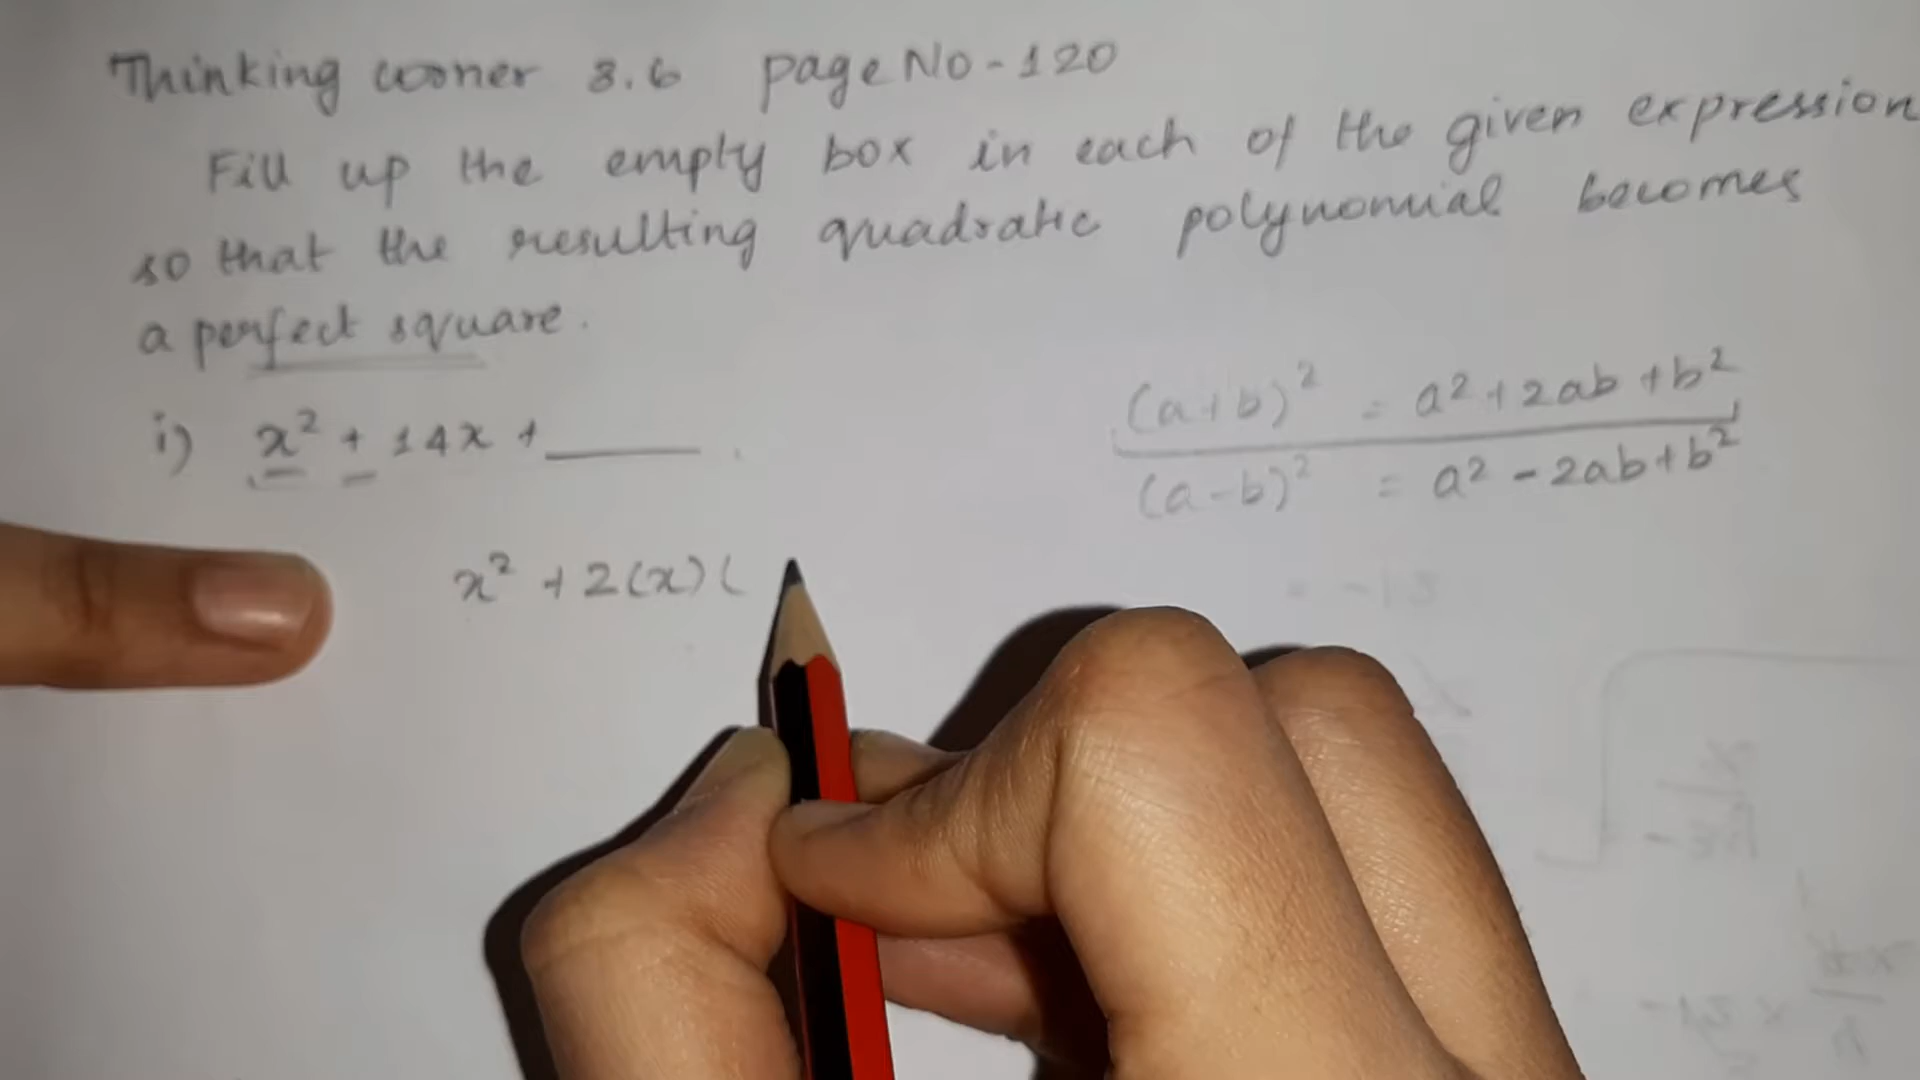 Thinking corner 3.6 page No - 120
Fill up the empty box in each of the given expression
so that the resulting quadratic polynomial becomes
a perfect square.
(a+b)² = a² + 2ab + b²
i) x² + 14x + ______ .
(a-b)² = a² - 2ab + b²
x² + 2(x)(
= -15